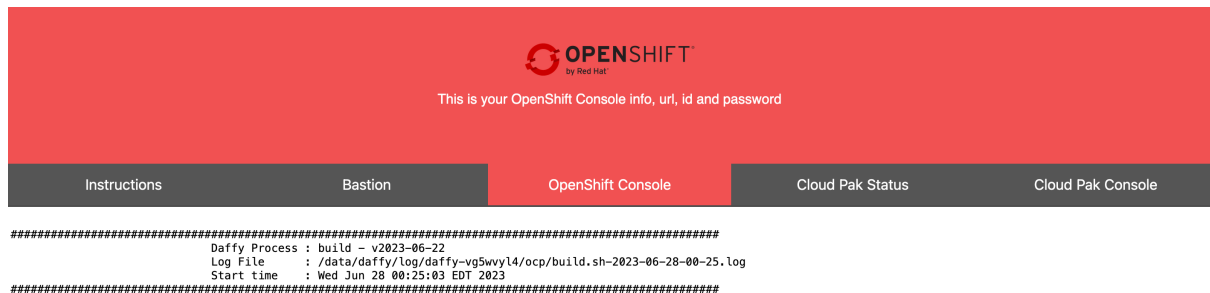 OPENSHIFT
by Red Hat
This is your OpenShift Console info, url, id and password
Instructions
Bastion
OpenShift Console
Cloud Pak Status
Cloud Pak Console
##########################################################################################################
Daffy Process : build - v2023-06-22
Log File      : /data/daffy/log/daffy-vg5wvyl4/ocp/build.sh-2023-06-28-00-25.log
Start time    : Wed Jun 28 00:25:03 EDT 2023
##########################################################################################################